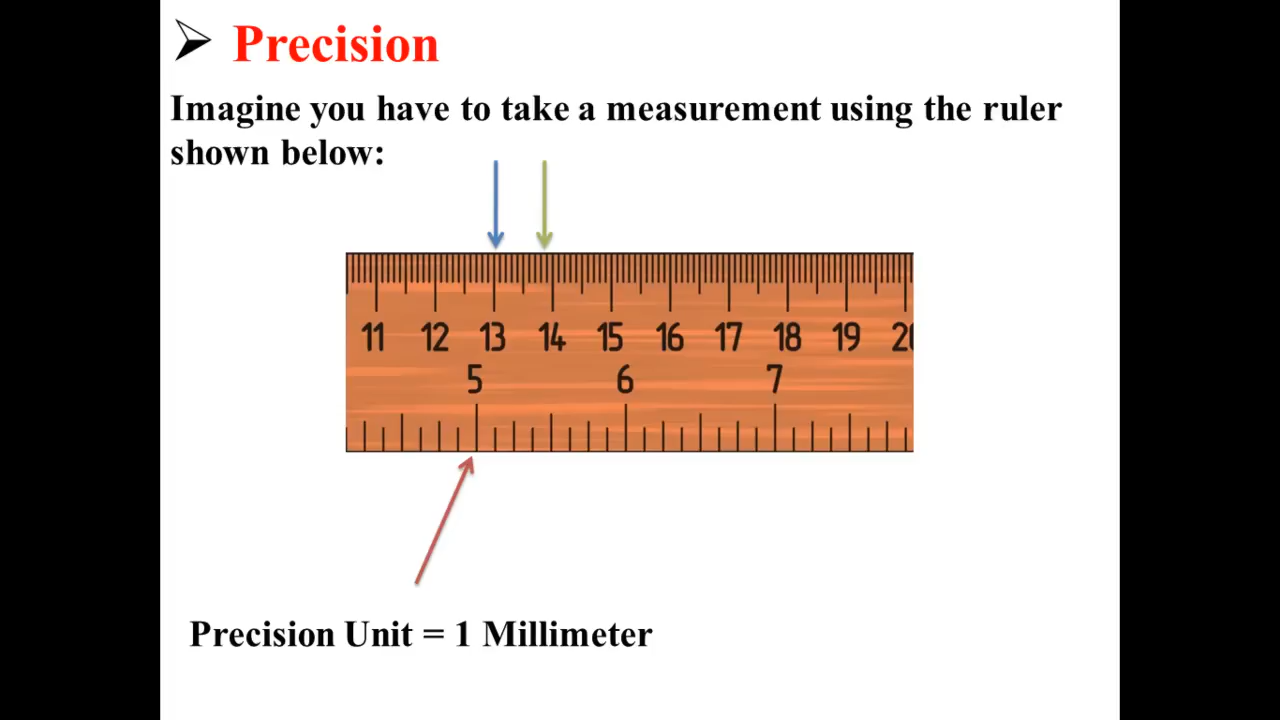 Precision
Imagine you have to take a measurement using the ruler
shown below:
11 12 13 14 15 16 17 18 19 20
5 6 7
Precision Unit = 1 Millimeter